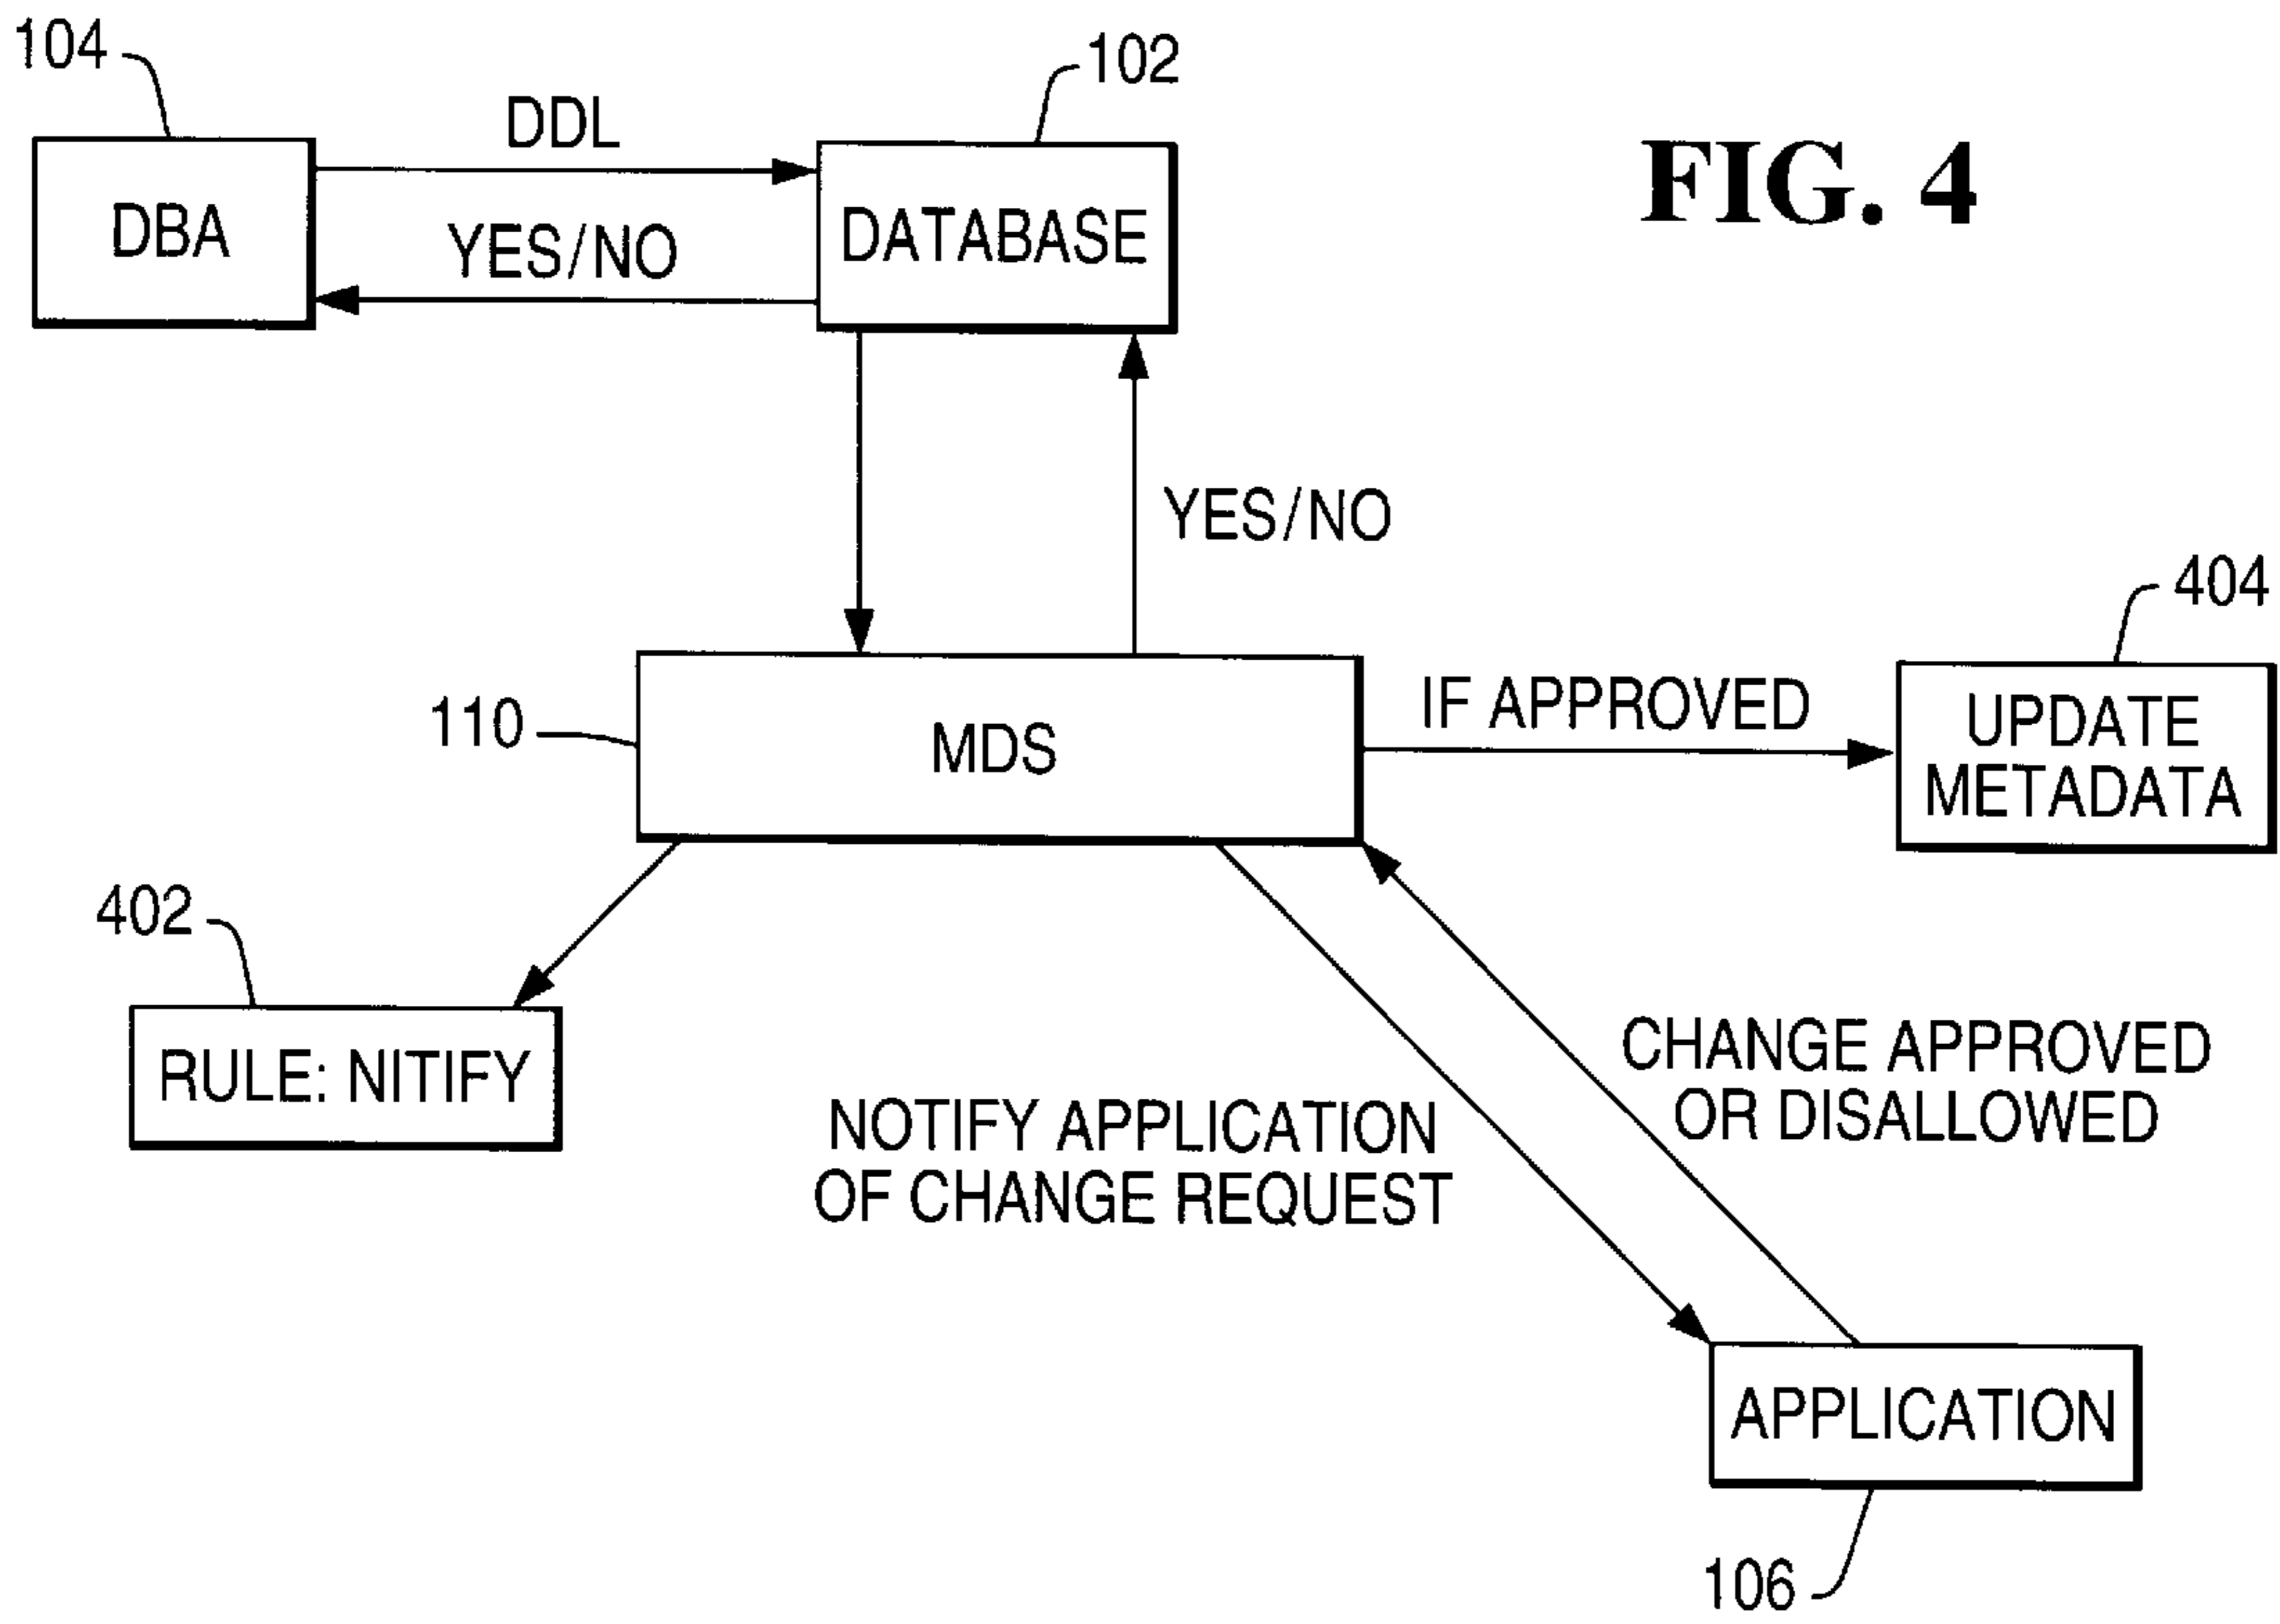 104
102
DDL
FIG. 4
DBA
DATABASE
YES/NO
YES/NO
404
110
MDS
IF APPROVED
UPDATE
METADATA
402
RULE: NITIFY
CHANGE APPROVED
OR DISALLOWED
NOTIFY APPLICATION
OF CHANGE REQUEST
APPLICATION
106